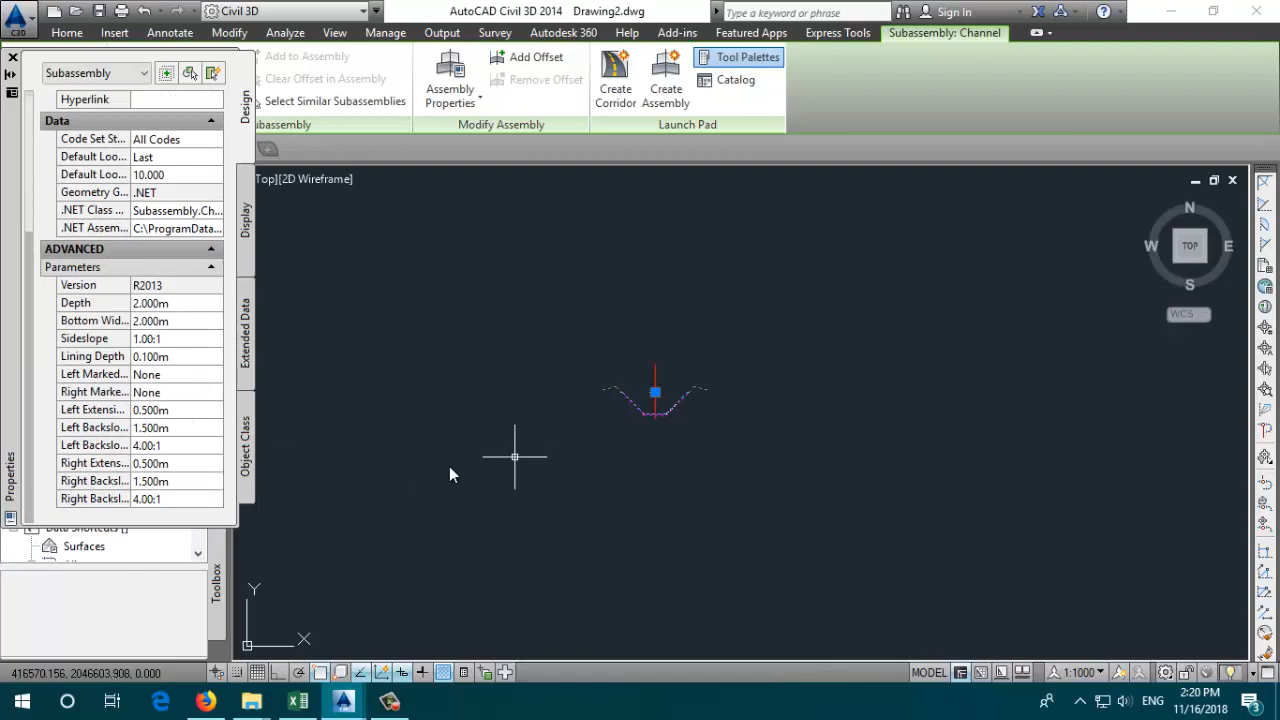 Civil 3D
AutoCAD Civil 3D 2014 Drawing2.dwg
Type a keyword or phrase
Sign In
C3D
Home Insert Annotate Modify Analyze View Manage Output Survey Autodesk 360 Help Add-ins Featured Apps Express Tools Subassembly: Channel
Add to Assembly
Clear Offset in Assembly
Select Similar Subassemblies
Assembly Properties
Add Offset
Remove Offset
Modify Assembly
Create Corridor
Create Assembly
Tool Palettes
Catalog
Launch Pad
Subassembly
Hyperlink
Data
Code Set St... All Codes
Default Loo... Last
Default Loo... 10.000
Geometry G... .NET
.NET Class ... Subassembly.Ch...
.NET Assem... C:\ProgramData...
ADVANCED
Parameters
Version R2013
Depth 2.000m
Bottom Wid... 2.000m
Sideslope 1.00:1
Lining Depth 0.100m
Left Marked... None
Right Marke... None
Left Extensi... 0.500m
Left Backslo... 1.500m
Left Backslo... 4.00:1
Right Exten... 0.500m
Right Backsl... 1.500m
Right Backsl... 4.00:1
Design
Display
Extended Data
Object Class
Properties
Surfaces
Toolbox
Top][2D Wireframe]
N
W TOP E
S
WCS
Y
X
416570.156, 2046603.908, 0.000
MODEL
1:1000
ENG
2:20 PM
11/16/2018
3